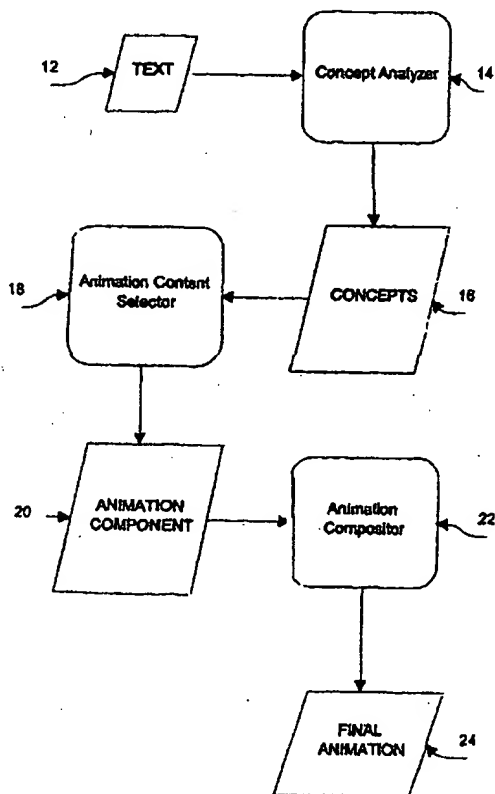 12
TEXT
Concept Analyzer
14
18
Animation Content
Selector
CONCEPTS
16
20
ANIMATION
COMPONENT
Animation
Compositor
22
FINAL
ANIMATION
24